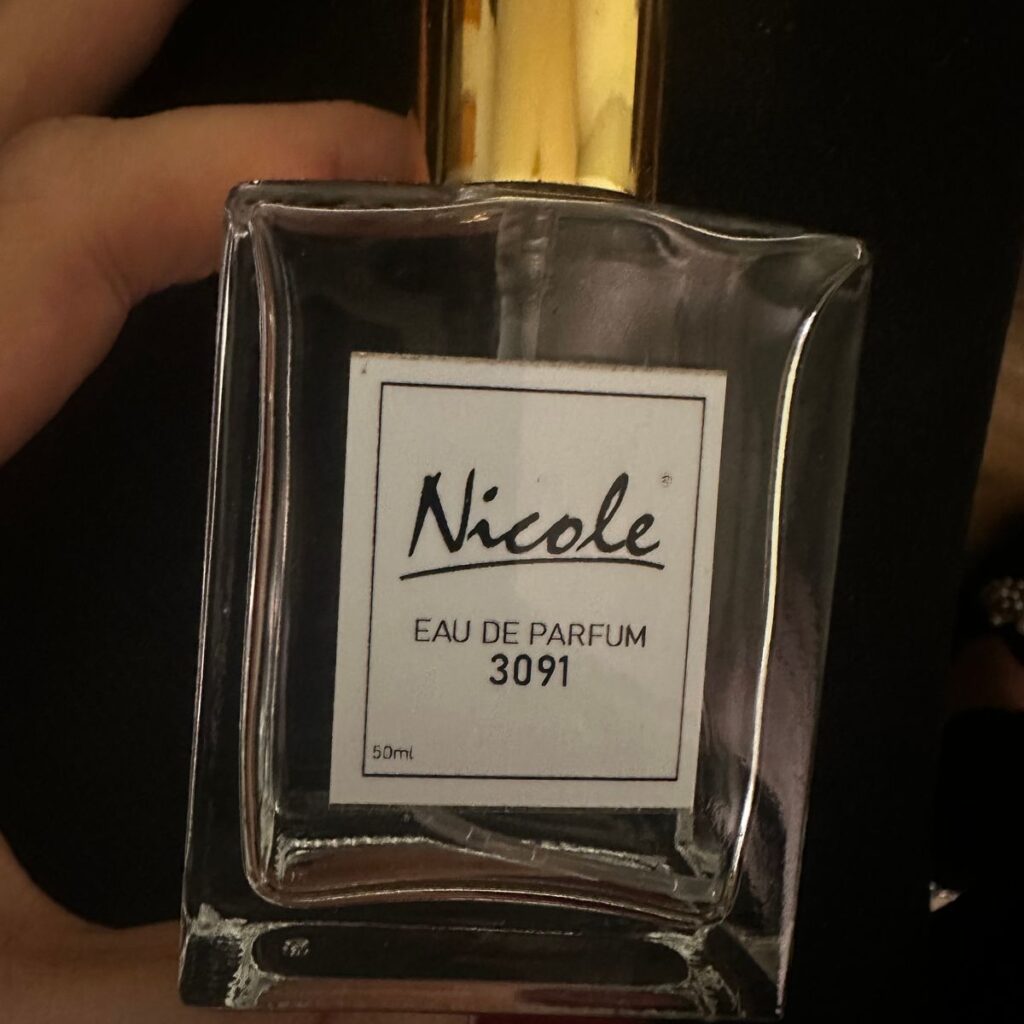 Nicole®
EAU DE PARFUM
3091
50ml